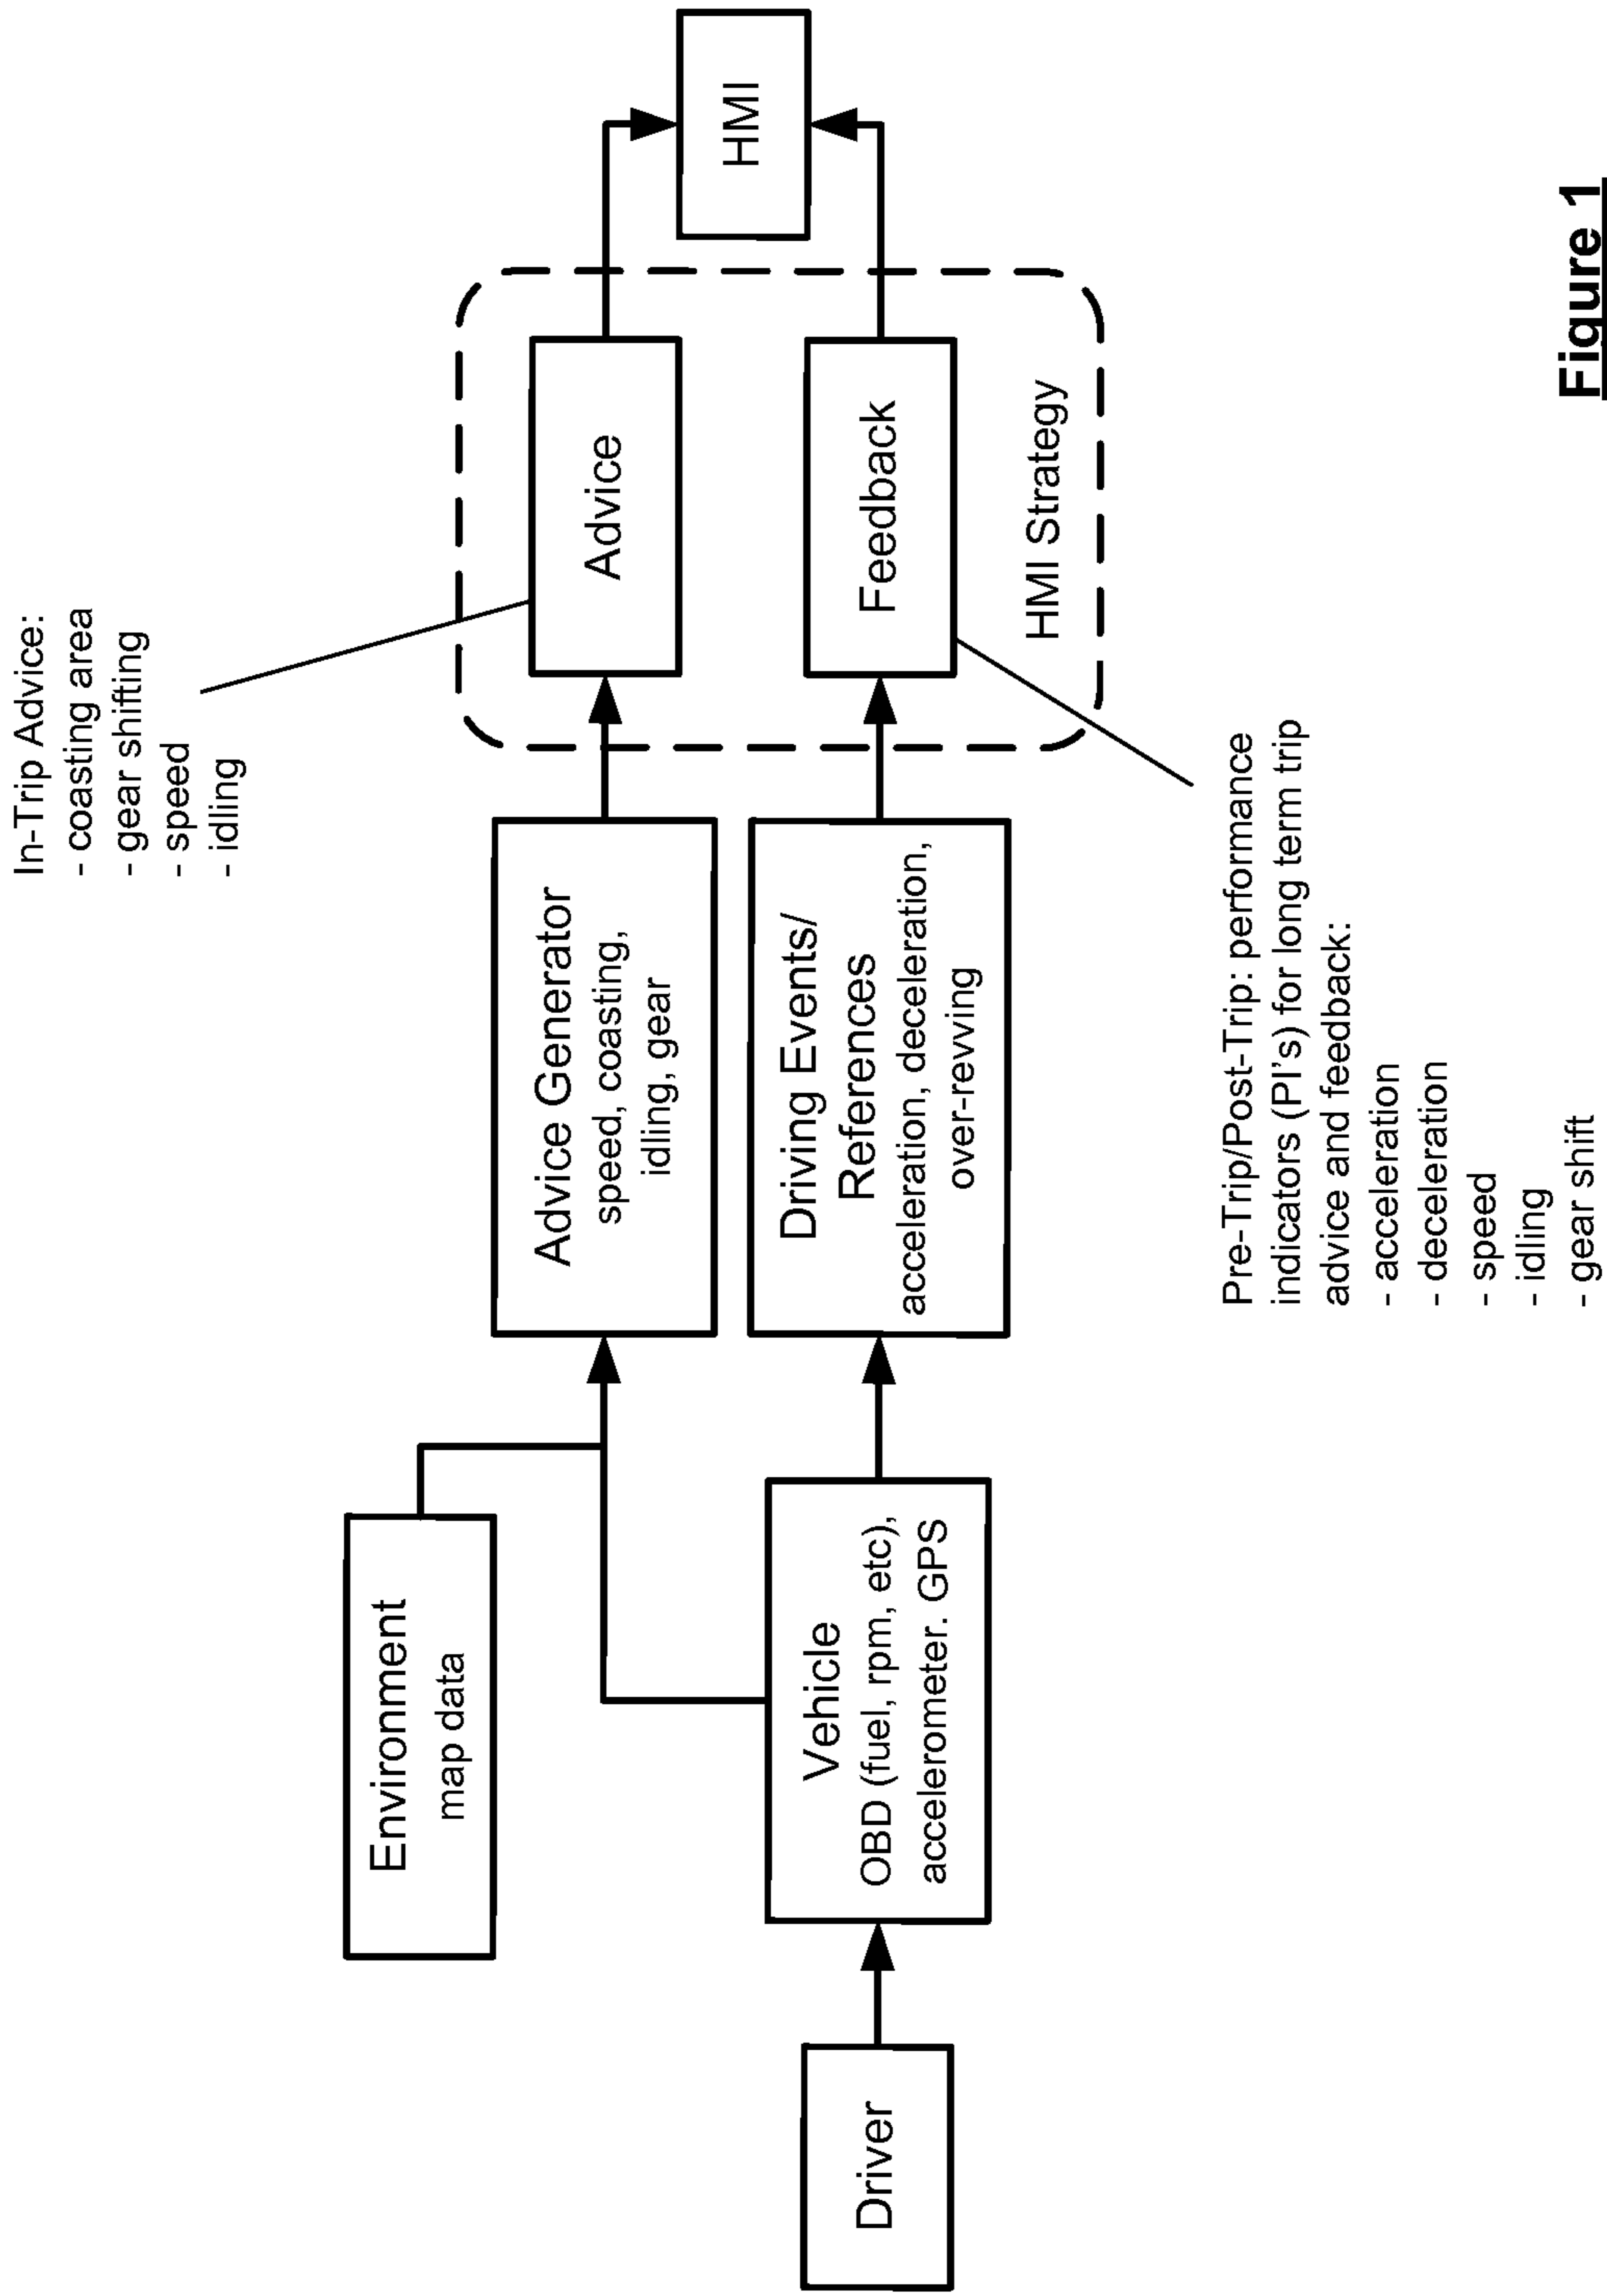 In-Trip Advice:
- coasting area
- gear shifting
- speed
- idling
Environment
map data
Advice Generator
speed, coasting,
idling, gear
Advice
HMI
Driver
Vehicle
OBD (fuel, rpm, etc),
accelerometer. GPS
Driving Events/
References
acceleration, deceleration,
over-revving
Feedback
HMI Strategy
Pre-Trip/Post-Trip: performance
indicators (PI's) for long term trip
advice and feedback:
- acceleration
- deceleration
- speed
- idling
- gear shift
Figure 1